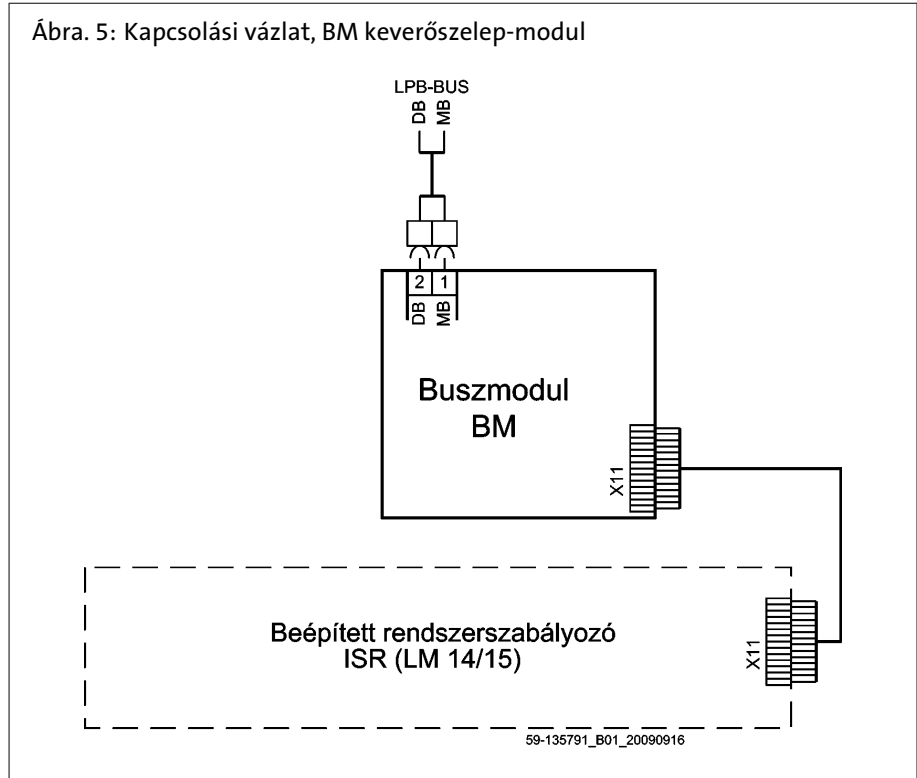 Ábra. 5: Kapcsolási vázlat, BM keverőszelep-modul
LPB-BUS
DB
MB
2 1
DB
MB
Buszmodul
BM
X11
Beépített rendszerszabályozó
ISR (LM 14/15)
X11
59-135791_B01_20090916